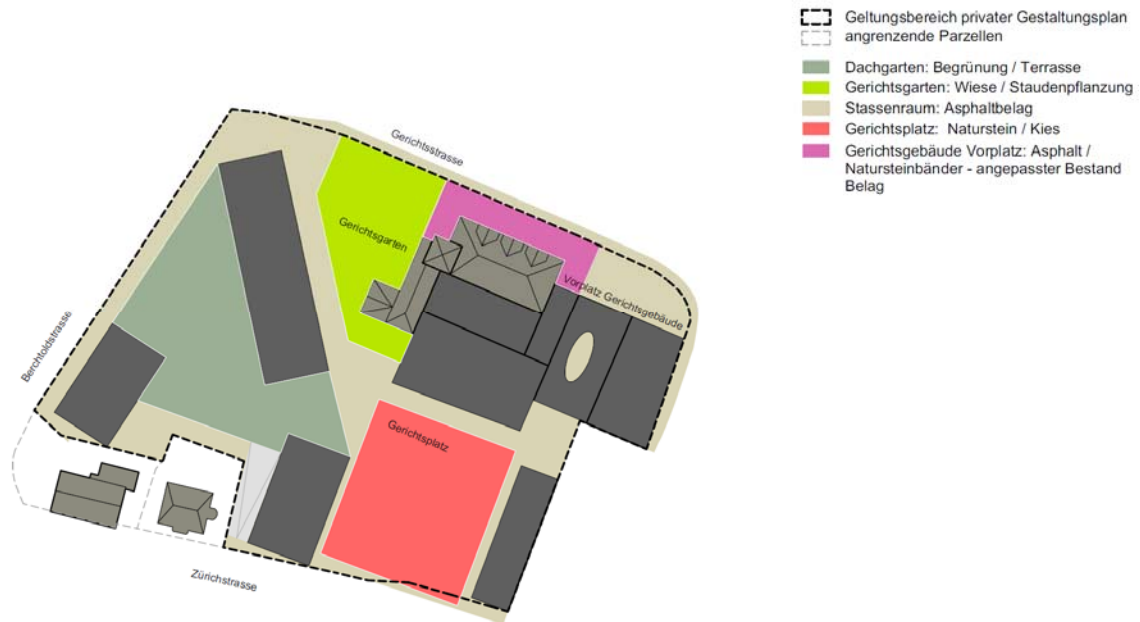 Geltungsbereich privater Gestaltungsplan
angrenzende Parzellen
Dachgarten: Begrünung / Terrasse
Gerichtsgarten: Wiese / Staudenpflanzung
Stassenraum: Asphaltbelag
Gerichtsplatz: Naturstein / Kies
Gerichtsgebäude Vorplatz: Asphalt /
Natursteinbänder - angepasster Bestand
Belag
Gerichtsstrasse
Gerichtsgarten
Vorplatz Gerichtsgebäude
Berchtoldstrasse
Gerichtsplatz
Zürichstrasse